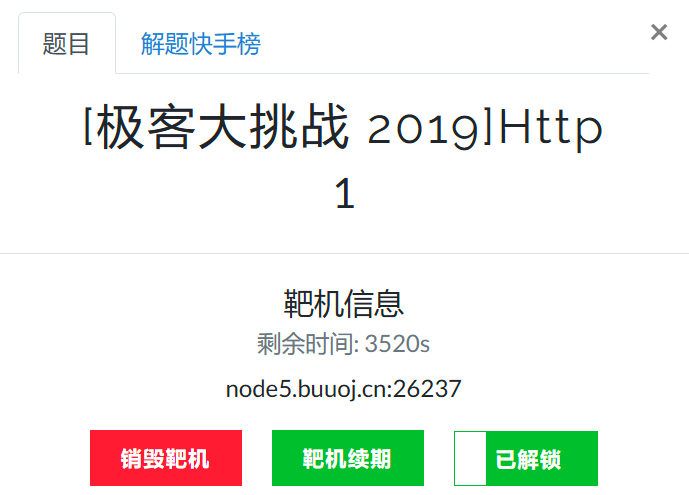 题目 解题快手榜 ×
[极客大挑战 2019]Http
1
靶机信息
剩余时间: 3520s
node5.buuoj.cn:26237
销毁靶机 靶机续期 已解锁